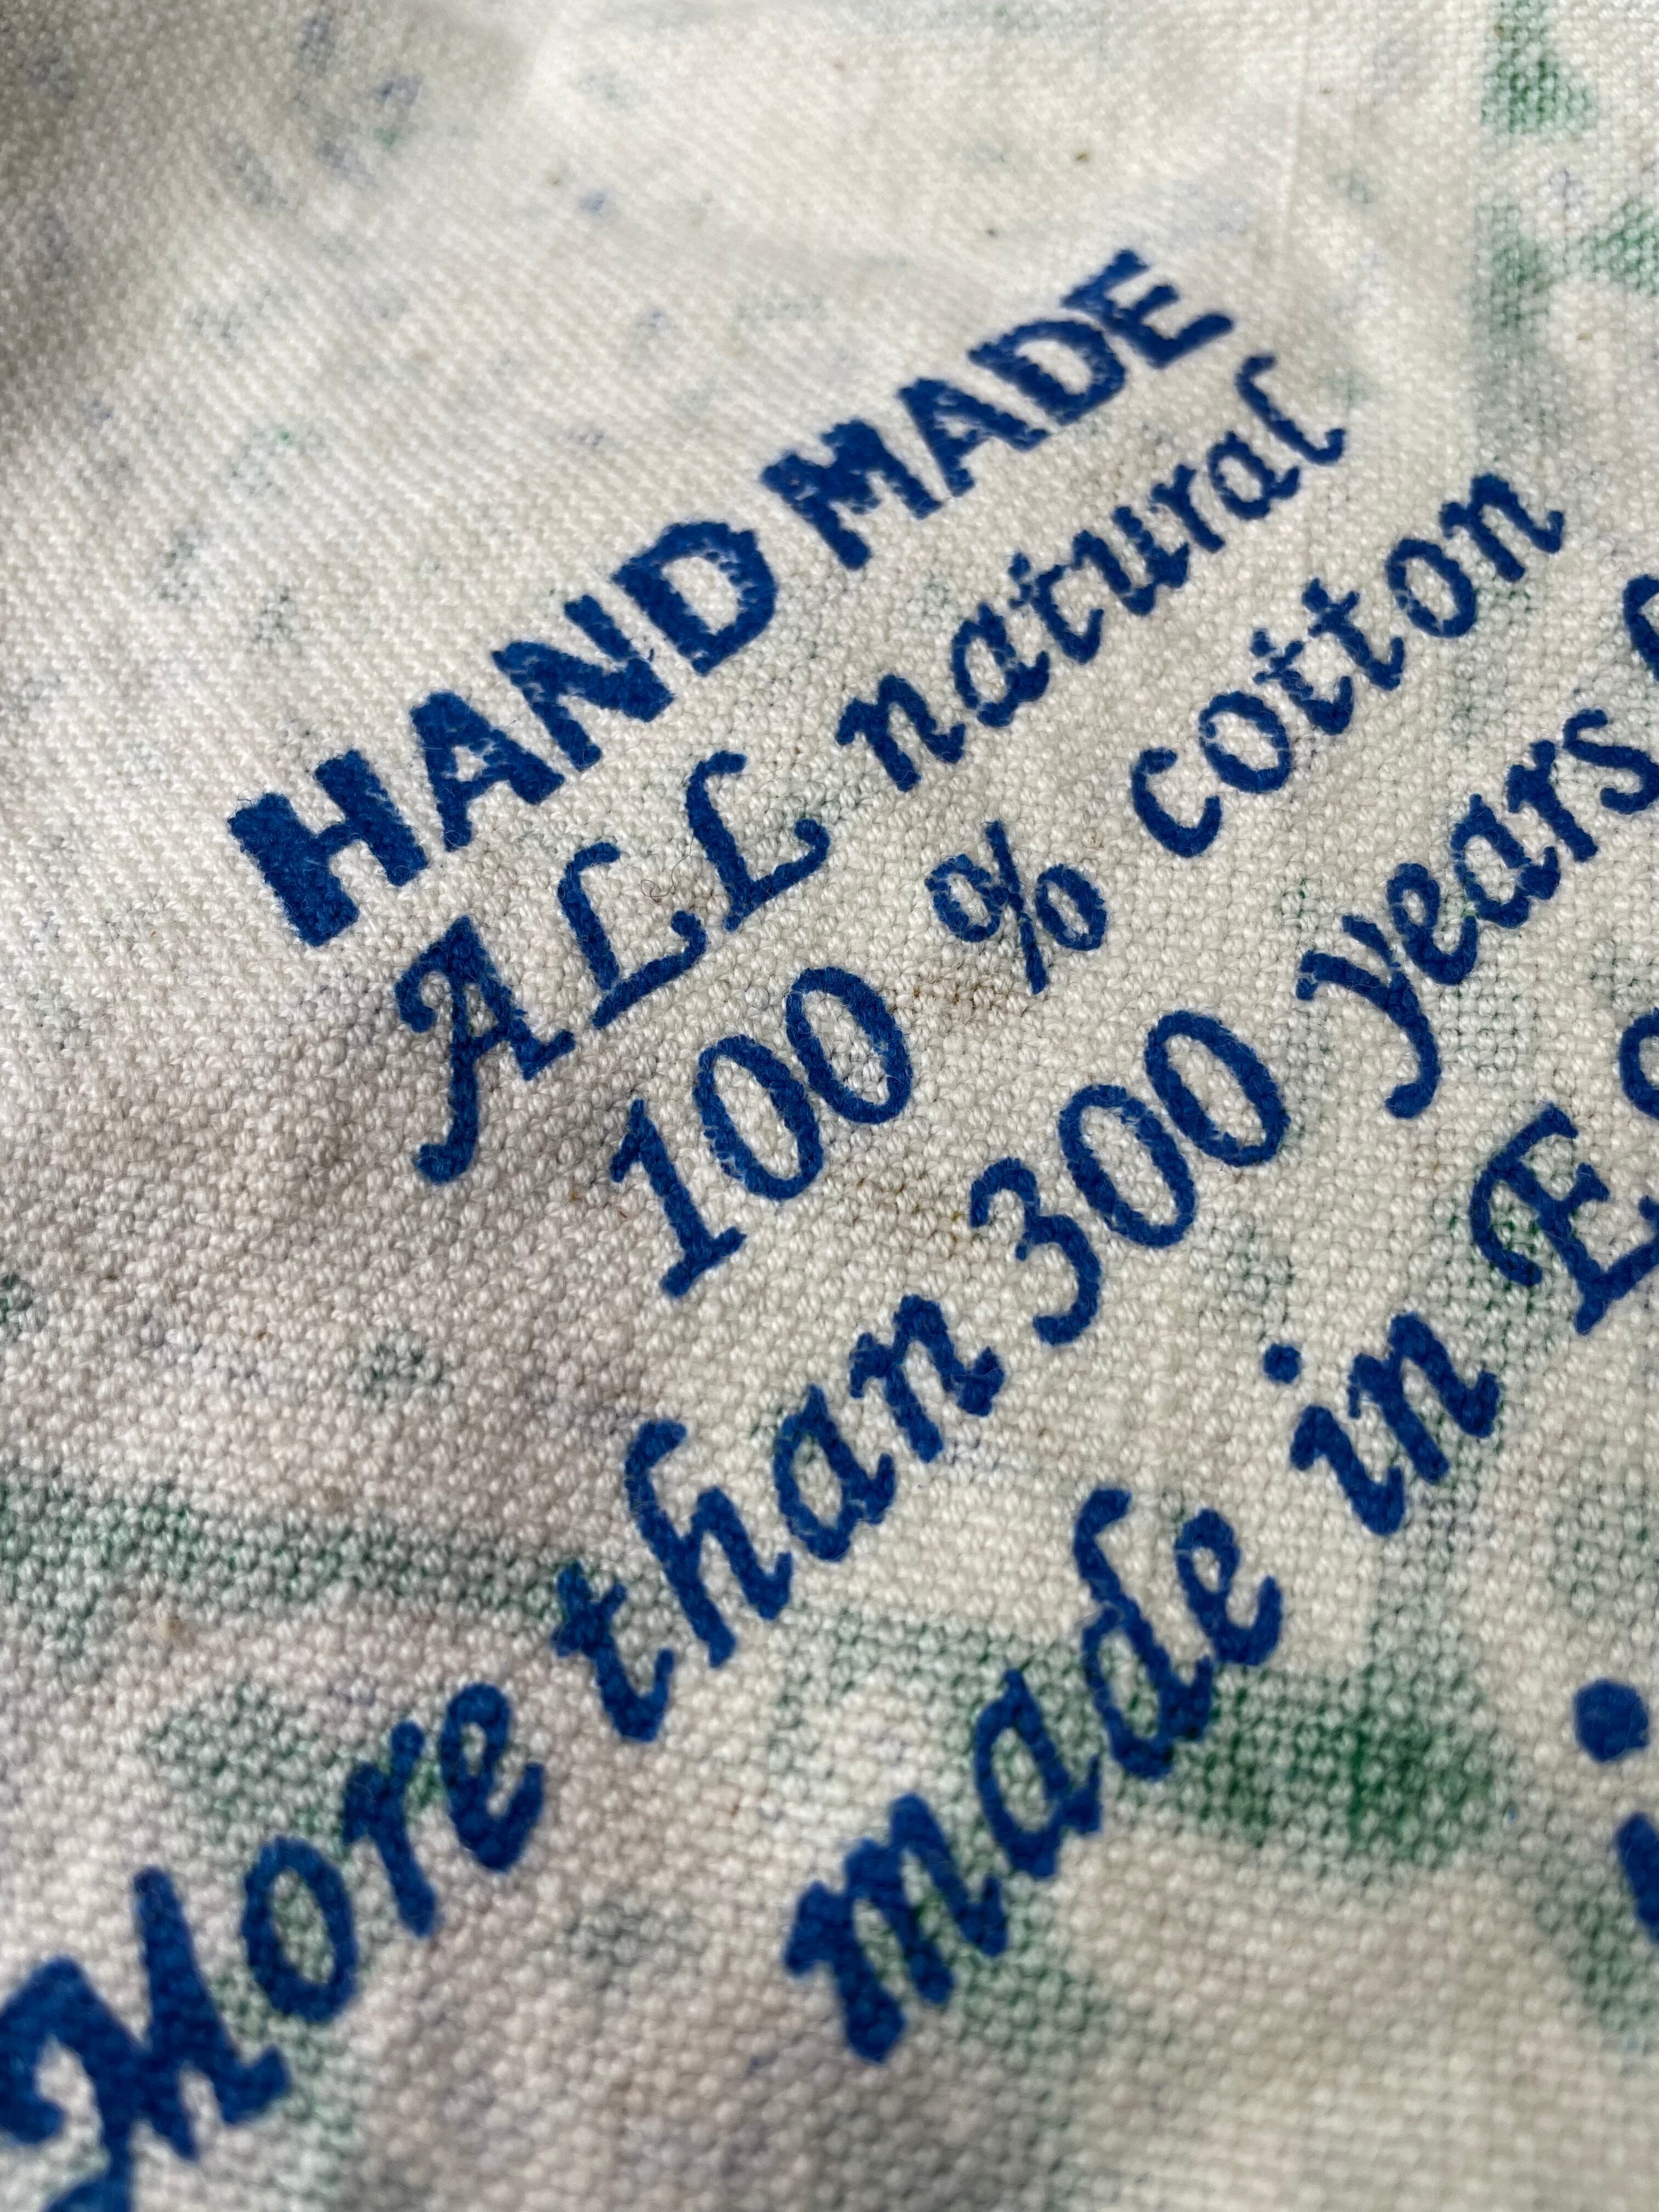 HAND MADE
ALL natural
100 % cotton
More than 300 years
made in